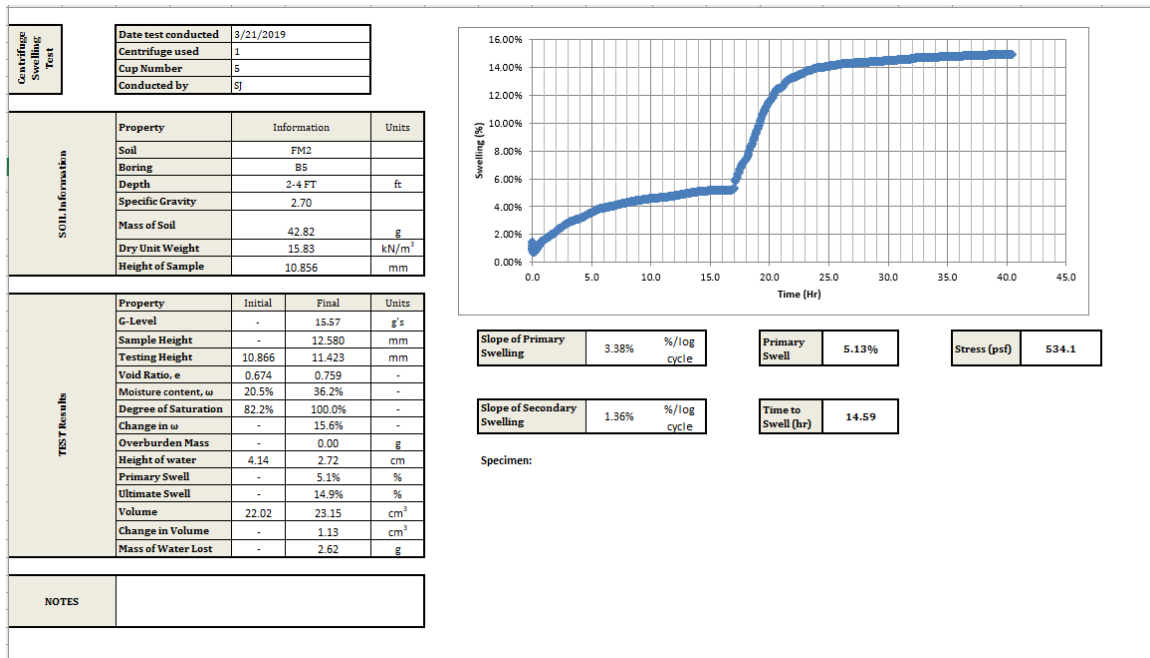 Centrifuge
Swelling
Test
Date test conducted 3/21/2019
Centrifuge used 1
Cup Number 5
Conducted by SJ
SOIL Information
Property Information Units
Soil FM2
Boring B5
Depth 2-4 FT ft
Specific Gravity 2.70
Mass of Soil 42.82 g
Dry Unit Weight 15.83 kN/m³
Height of Sample 10.856 mm
TEST Results
Property Initial Final Units
G-Level - 15.57 g's
Sample Height - 12.580 mm
Testing Height 10.866 11.423 mm
Void Ratio, e 0.674 0.759 -
Moisture content, ω 20.5% 36.2% -
Degree of Saturation 82.2% 100.0% -
Change in ω - 15.6% -
Overburden Mass - 0.00 g
Height of water 4.14 2.72 cm
Primary Swell - 5.1% %
Ultimate Swell - 14.9% %
Volume 22.02 23.15 cm³
Change in Volume - 1.13 cm³
Mass of Water Lost - 2.62 g
NOTES
Swelling (%)
16.00%
14.00%
12.00%
10.00%
8.00%
6.00%
4.00%
2.00%
0.00%
0.0 5.0 10.0 15.0 20.0 25.0 30.0 35.0 40.0 45.0
Time (Hr)
Slope of Primary
Swelling
3.38%
%/log
cycle
Primary
Swell
5.13%
Stress (psf) 534.1
Slope of Secondary
Swelling
1.36%
%/log
cycle
Time to
Swell (hr)
14.59
Specimen: